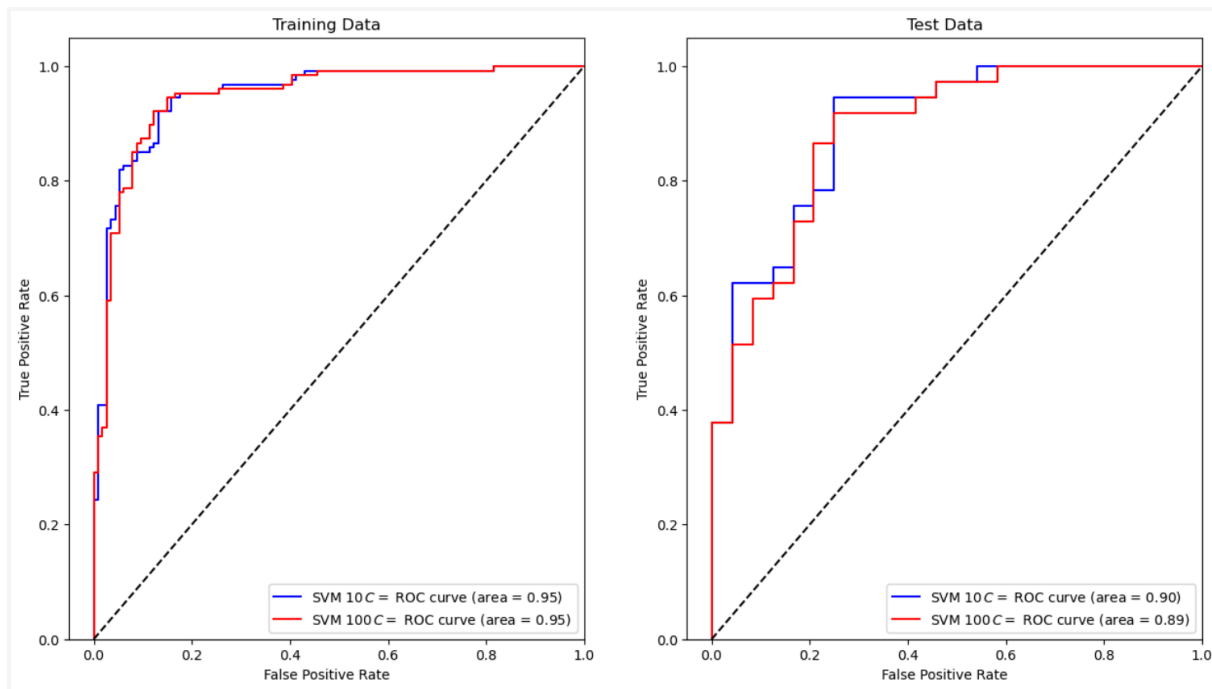 Training Data
True Positive Rate
1.0
0.8
0.6
0.4
0.2
0.0
0.0 0.2 0.4 0.6 0.8 1.0
False Positive Rate
SVM 10C = ROC curve (area = 0.95)
SVM 100C = ROC curve (area = 0.95)
Test Data
True Positive Rate
1.0
0.8
0.6
0.4
0.2
0.0
0.0 0.2 0.4 0.6 0.8 1.0
False Positive Rate
SVM 10C = ROC curve (area = 0.90)
SVM 100C = ROC curve (area = 0.89)